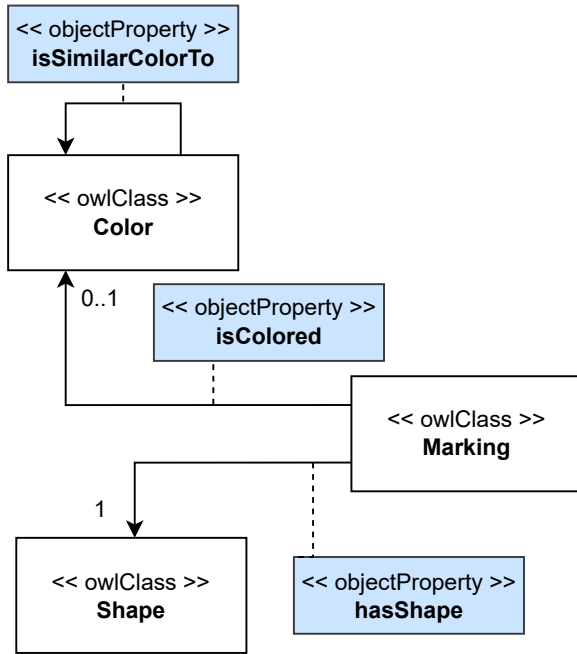 << objectProperty >>
isSimilarColorTo
<< owlClass >>
Color
0..1
<< objectProperty >>
isColored
<< owlClass >>
Marking
1
<< owlClass >>
Shape
<< objectProperty >>
hasShape